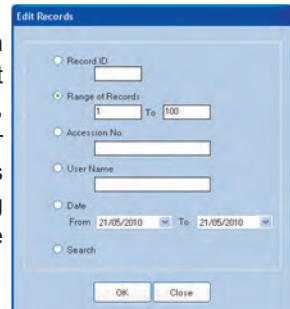 Edit Records
Record ID
Range of Records
1 To 100
Accession No.
User Name
Date
From 21/05/2010 To 21/05/2010
Search
OK Close